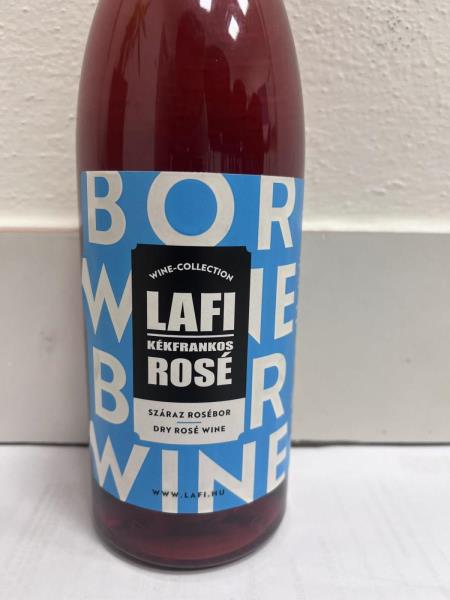 BOR
WINE
BOR
WINE
WINE-COLLECTION
LAFI
KÉKFRANKOS
ROSÉ
SZÁRAZ ROSÉBOR
DRY ROSÉ WINE
WWW.LAFI.HU